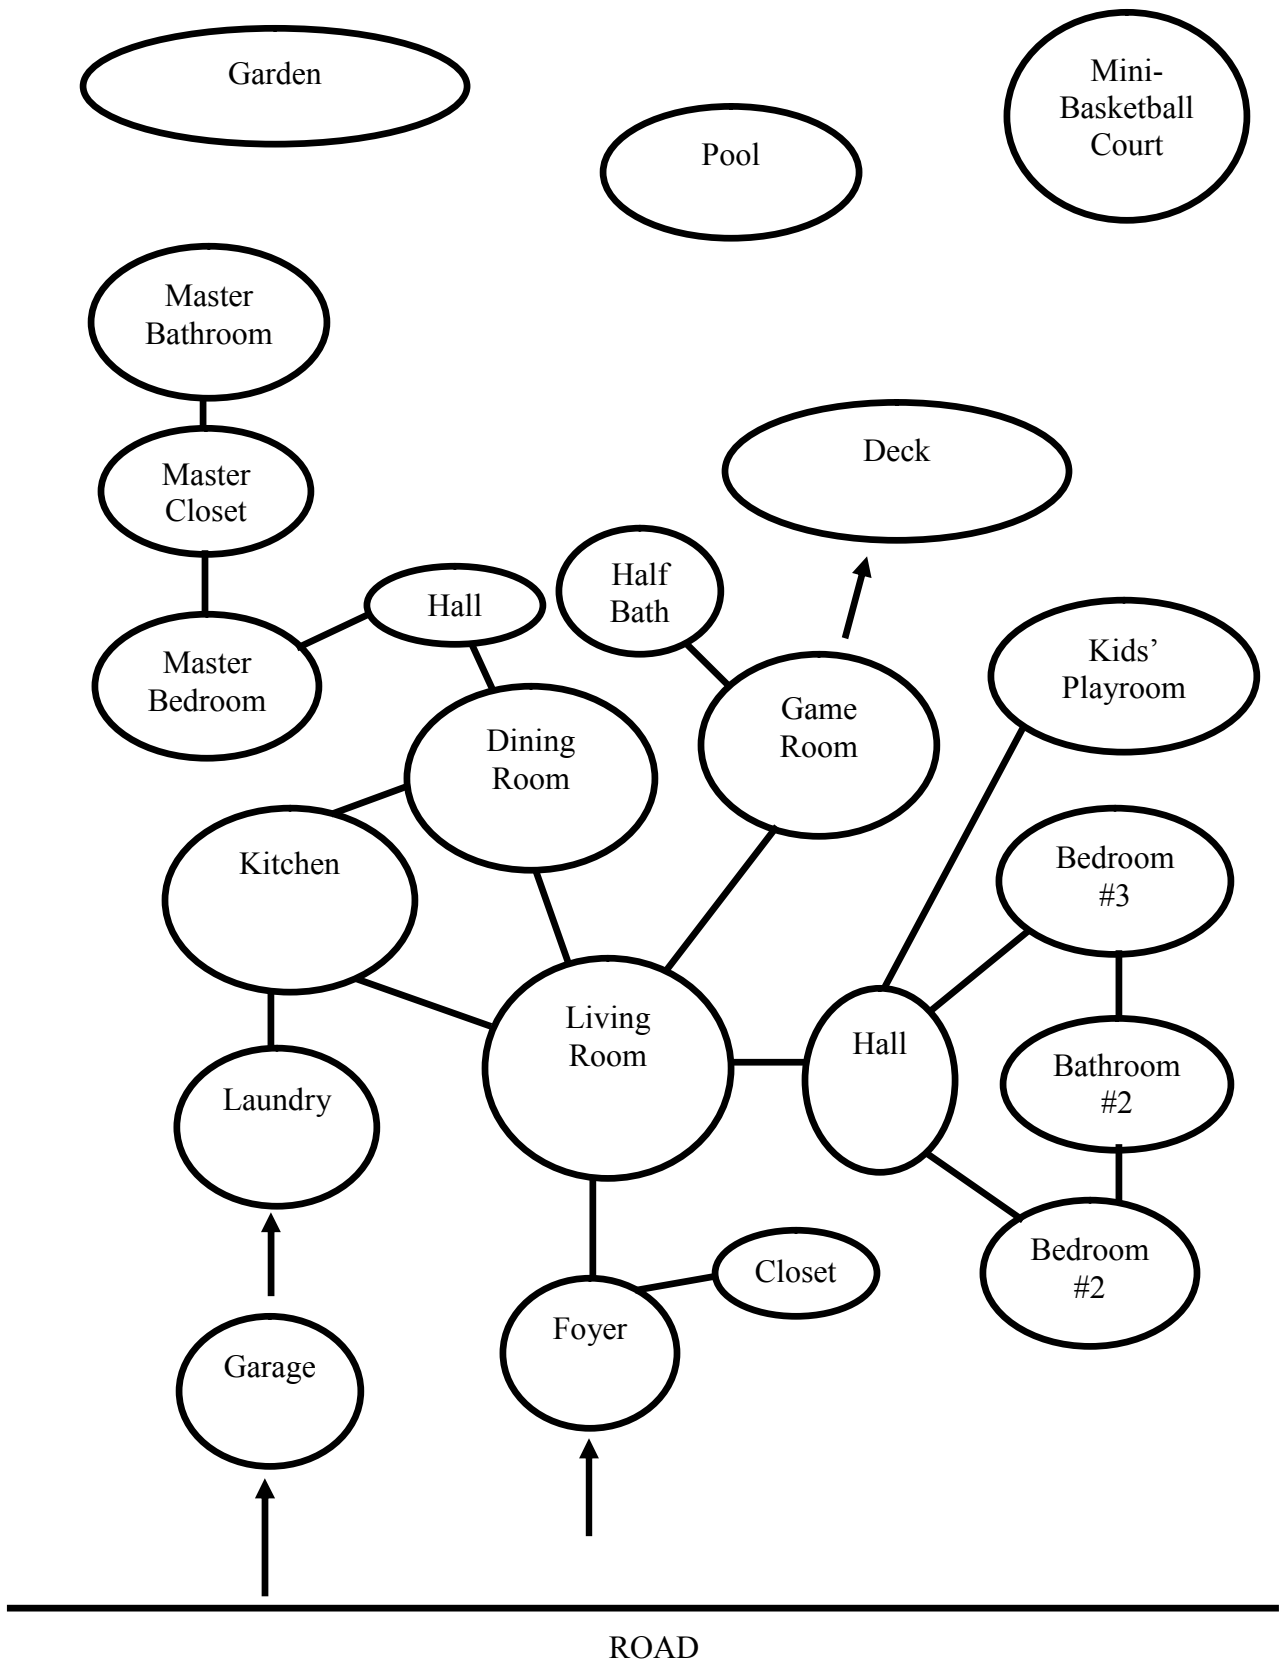 Garden
Mini-
Basketball
Court
Pool
Master
Bathroom
Deck
Master
Closet
Half
Bath
Hall
Kids’
Playroom
Master
Bedroom
Game
Room
Dining
Room
Kitchen
Bedroom
#3
Living
Room
Hall
Bathroom
#2
Laundry
Closet
Bedroom
#2
Foyer
Garage
ROAD